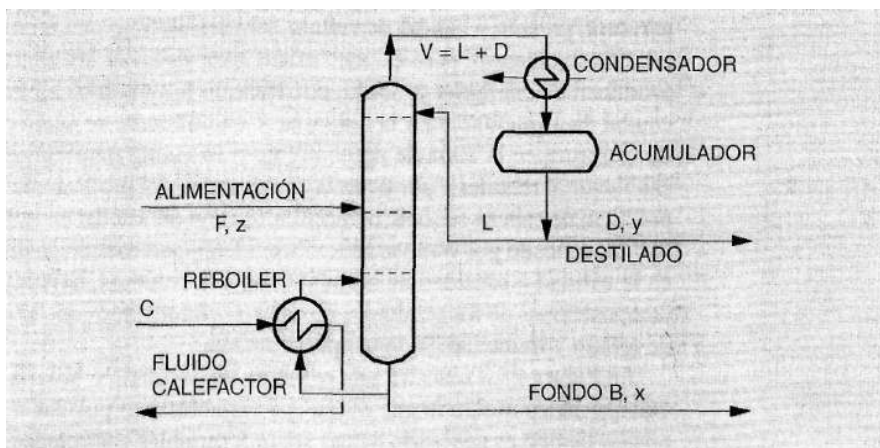 V = L + D
CONDENSADOR
ACUMULADOR
ALIMENTACIÓN
F, z
L
D, y
DESTILADO
REBOILER
C
FLUIDO
CALEFACTOR
FONDO B, x